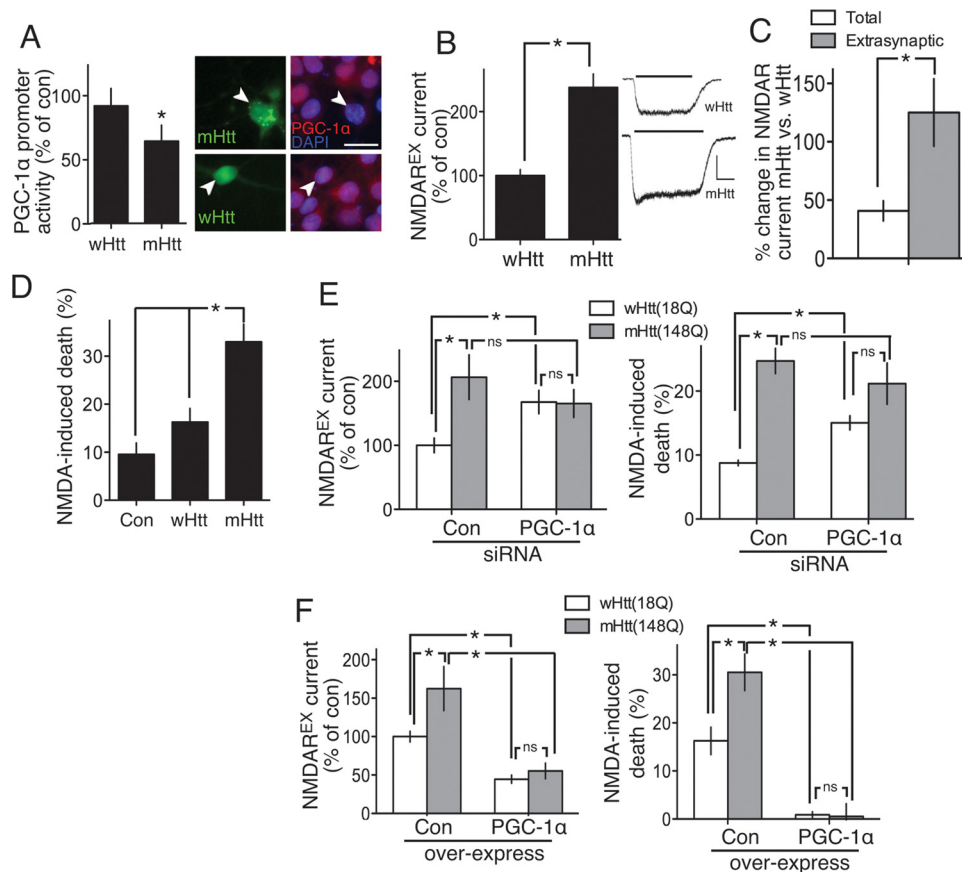 A
PGC-1α promoter
activity (% of con)
100
50
0
wHtt
mHtt
*
mHtt
PGC-1α
DAPI
wHtt
B
NMDAR^EX current
(% of con)
200
100
0
*
wHtt
mHtt
wHtt
mHtt
C
Total
Extrasynaptic
% change in NMDAR
current mHtt vs. wHtt
150
100
50
0
*
D
NMDA-induced death (%)
30
20
10
0
*
Con
wHtt
mHtt
E
wHtt(18Q)
mHtt(148Q)
NMDAR^EX current
(% of con)
200
100
0
*
*
ns
ns
Con
PGC-1α
siRNA
NMDA-induced
death (%)
20
10
0
*
*
ns
ns
Con
PGC-1α
siRNA
F
wHtt(18Q)
mHtt(148Q)
NMDAR^EX current
(% of con)
200
150
100
50
0
*
*
*
ns
Con
PGC-1α
over-express
NMDA-induced
death (%)
30
20
10
0
*
*
*
ns
Con
PGC-1α
over-express